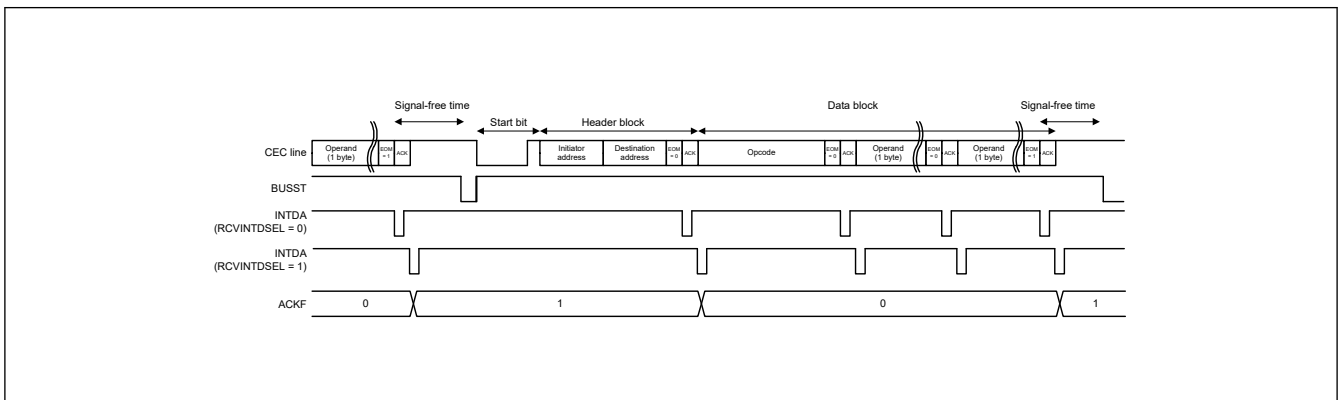 Signal-free time
Data block
Signal-free time
Start bit
Header block
CEC line
Operand
(1 byte)
EOM
= 1
ACK
Initiator
address
Destination
address
EOM
= 0
ACK
Opcode
EOM
= 0
ACK
Operand
(1 byte)
EOM
= 0
ACK
Operand
(1 byte)
EOM
= 1
ACK
BUSST
INTDA
(RCVINTDSEL = 0)
INTDA
(RCVINTDSEL = 1)
ACKF
0
1
0
1